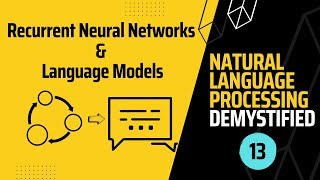 Recurrent Neural Networks
&
Language Models
NATURAL
LANGUAGE
PROCESSING
DEMYSTIFIED
13